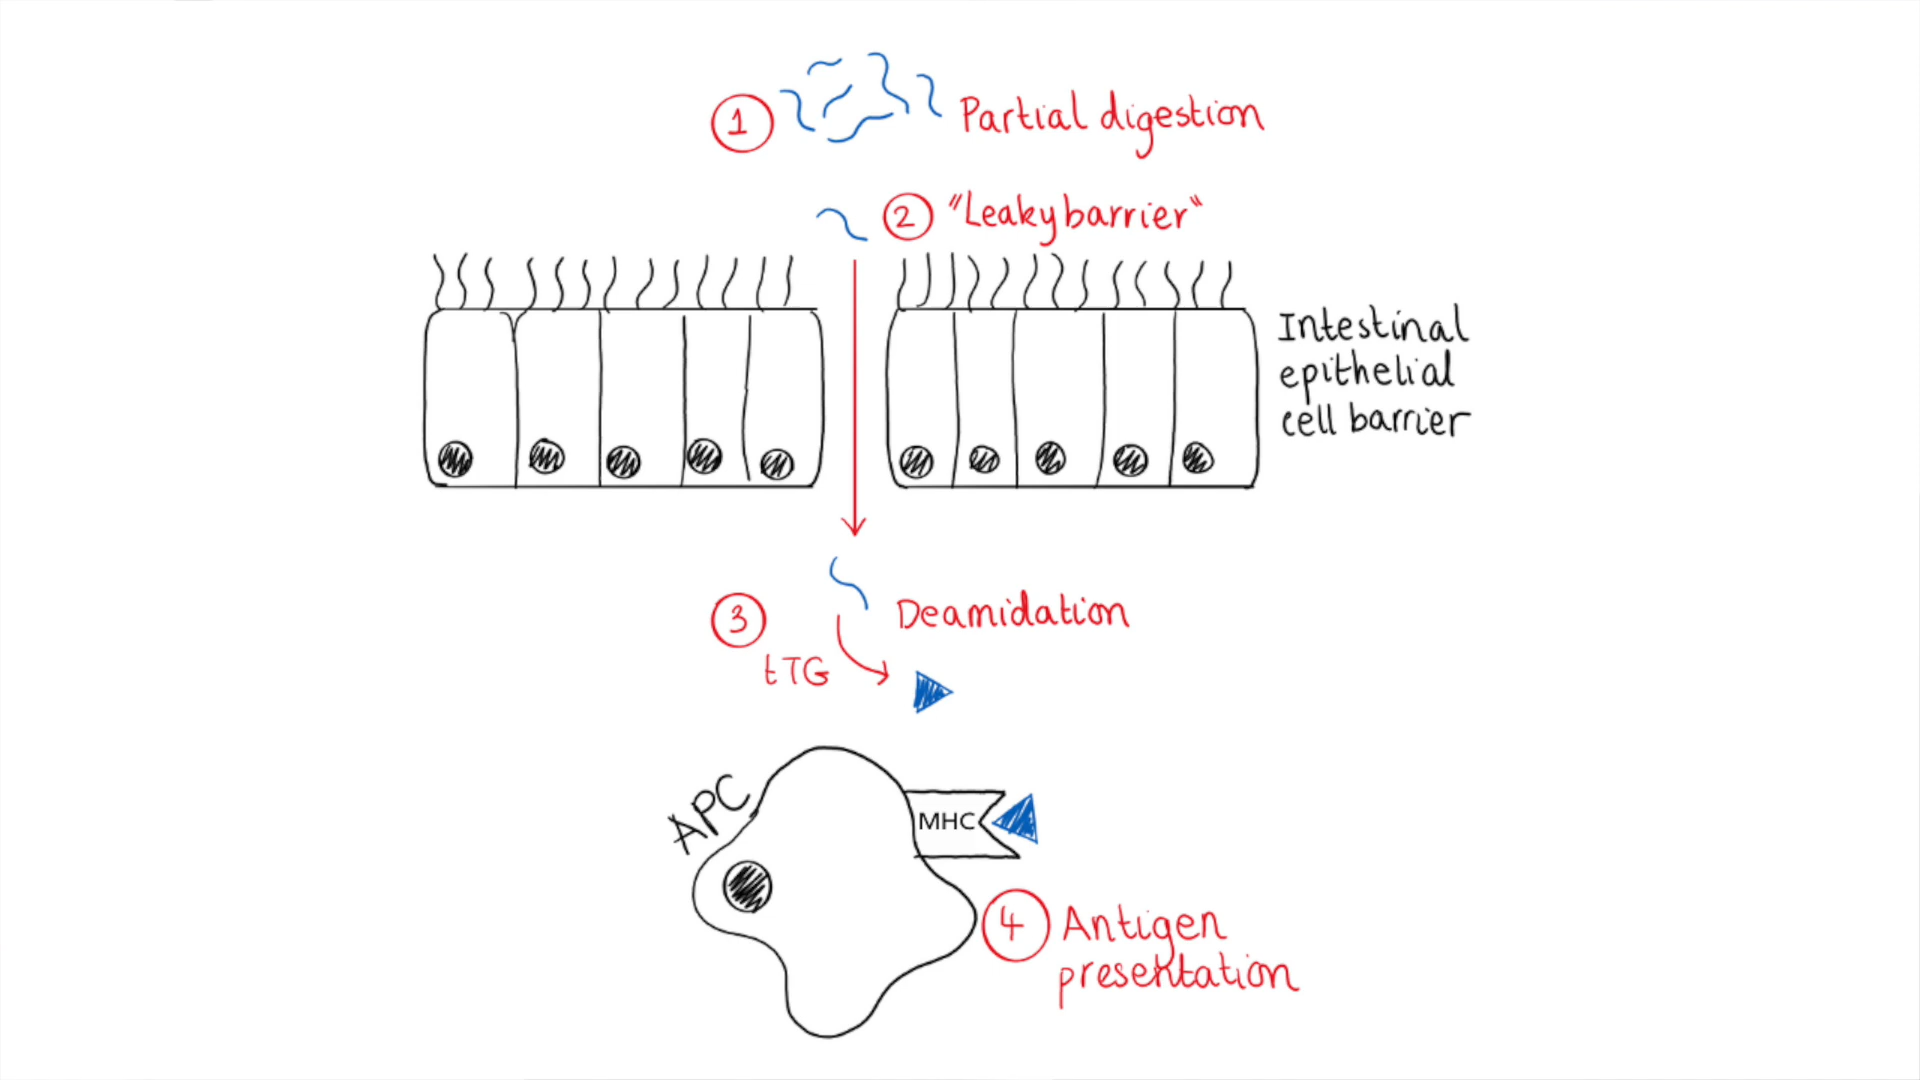 1 Partial digestion
2 "Leaky barrier"
Intestinal
epithelial
cell barrier
3 Deamidation
tTG
APC
MHC
4 Antigen
presentation